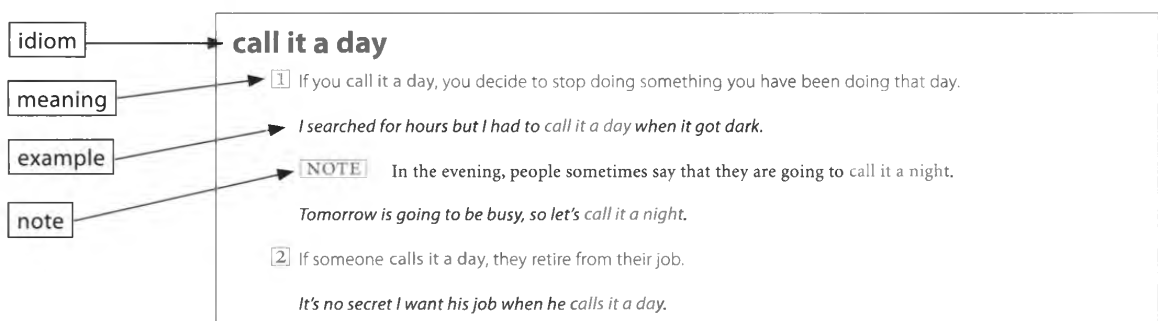 idiom
call it a day
1 If you call it a day, you decide to stop doing something you have been doing that day.
meaning
I searched for hours but I had to call it a day when it got dark.
example
NOTE In the evening, people sometimes say that they are going to call it a night.
note
Tomorrow is going to be busy, so let's call it a night.
2 If someone calls it a day, they retire from their job.
It's no secret I want his job when he calls it a day.